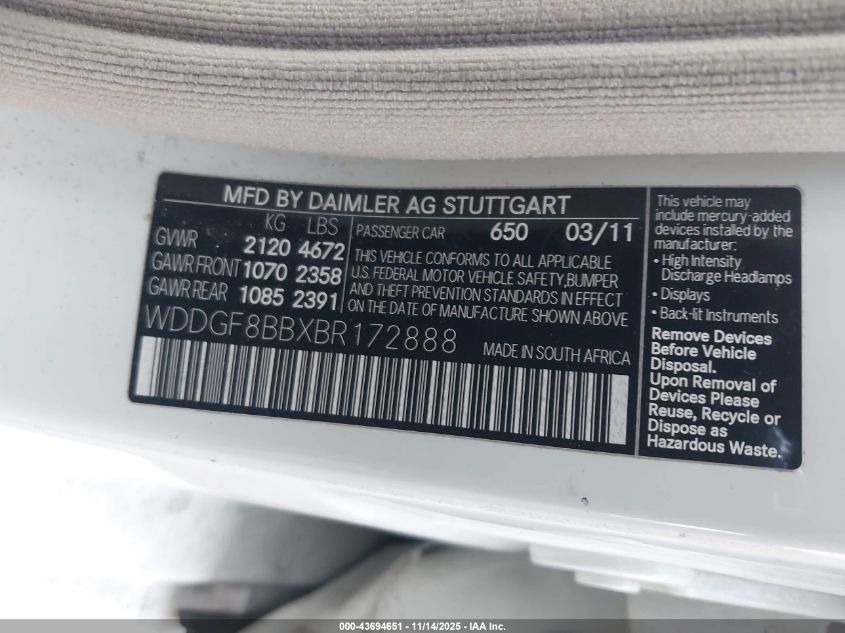 MFD BY DAIMLER AG STUTTGART
KG LBS
GVWR 2120 4672
GAWR FRONT 1070 2358
GAWR REAR 1085 2391
PASSENGER CAR 650 03/11
THIS VEHICLE CONFORMS TO ALL APPLICABLE
U.S. FEDERAL MOTOR VEHICLE SAFETY,BUMPER
AND THEFT PREVENTION STANDARDS IN EFFECT
ON THE DATE OF MANUFACTURE SHOWN ABOVE
WDDGF8BBXBR172888
MADE IN SOUTH AFRICA
This vehicle may
include mercury-added
devices installed by the
manufacturer:
• High Intensity
Discharge Headlamps
• Displays
• Back-lit Instruments
Remove Devices
Before Vehicle
Disposal.
Upon Removal of
Devices Please
Reuse, Recycle or
Dispose as
Hazardous Waste.
000-43694651 - 11/14/2025 - IAA Inc.